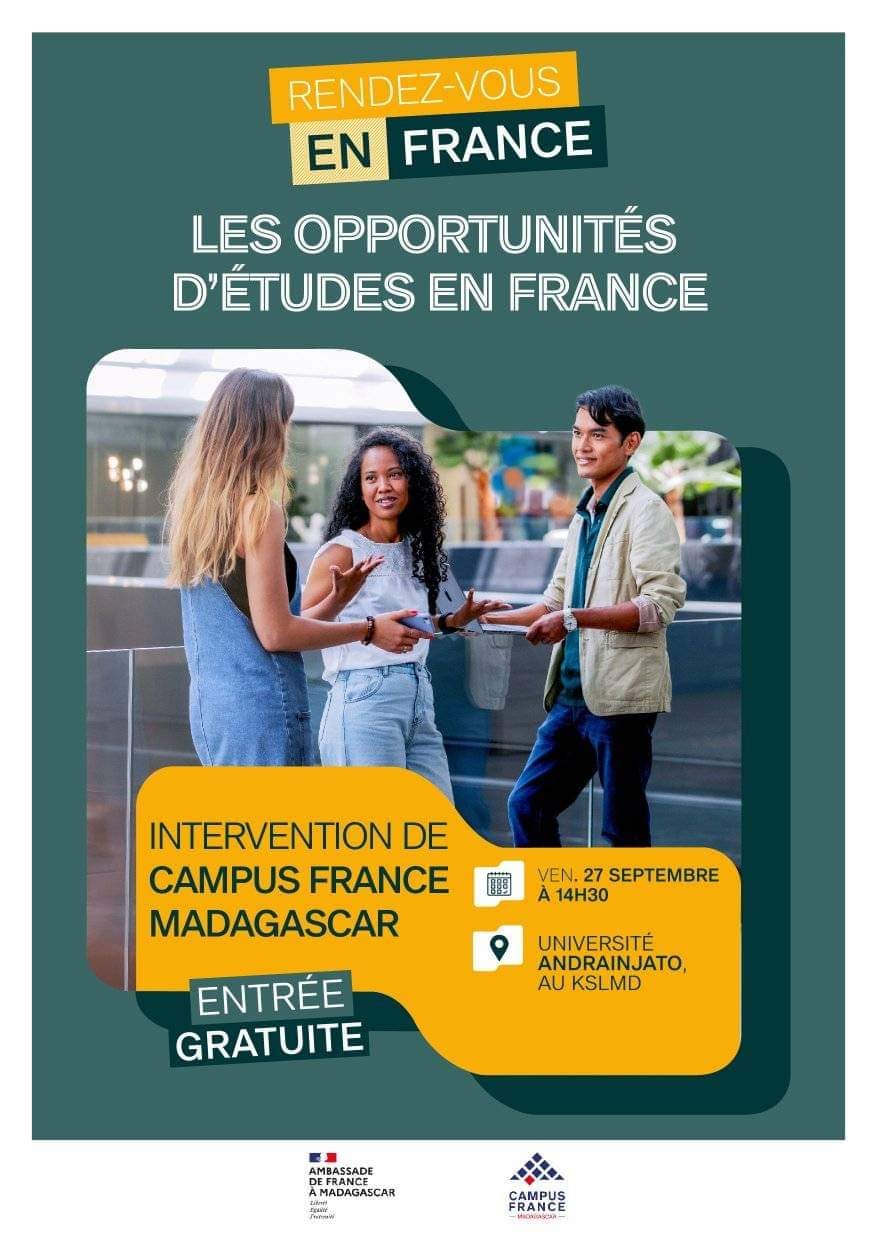 RENDEZ-VOUS
EN FRANCE
LES OPPORTUNITÉS
D'ÉTUDES EN FRANCE
INTERVENTION DE
CAMPUS FRANCE
MADAGASCAR
VEN. 27 SEPTEMBRE
À 14H30
UNIVERSITÉ
ANDRAINJATO,
AU KSLMD
ENTRÉE
GRATUITE
AMBASSADE
DE FRANCE
À MADAGASCAR
Liberté
Égalité
Fraternité
CAMPUS
FRANCE
MADAGASCAR